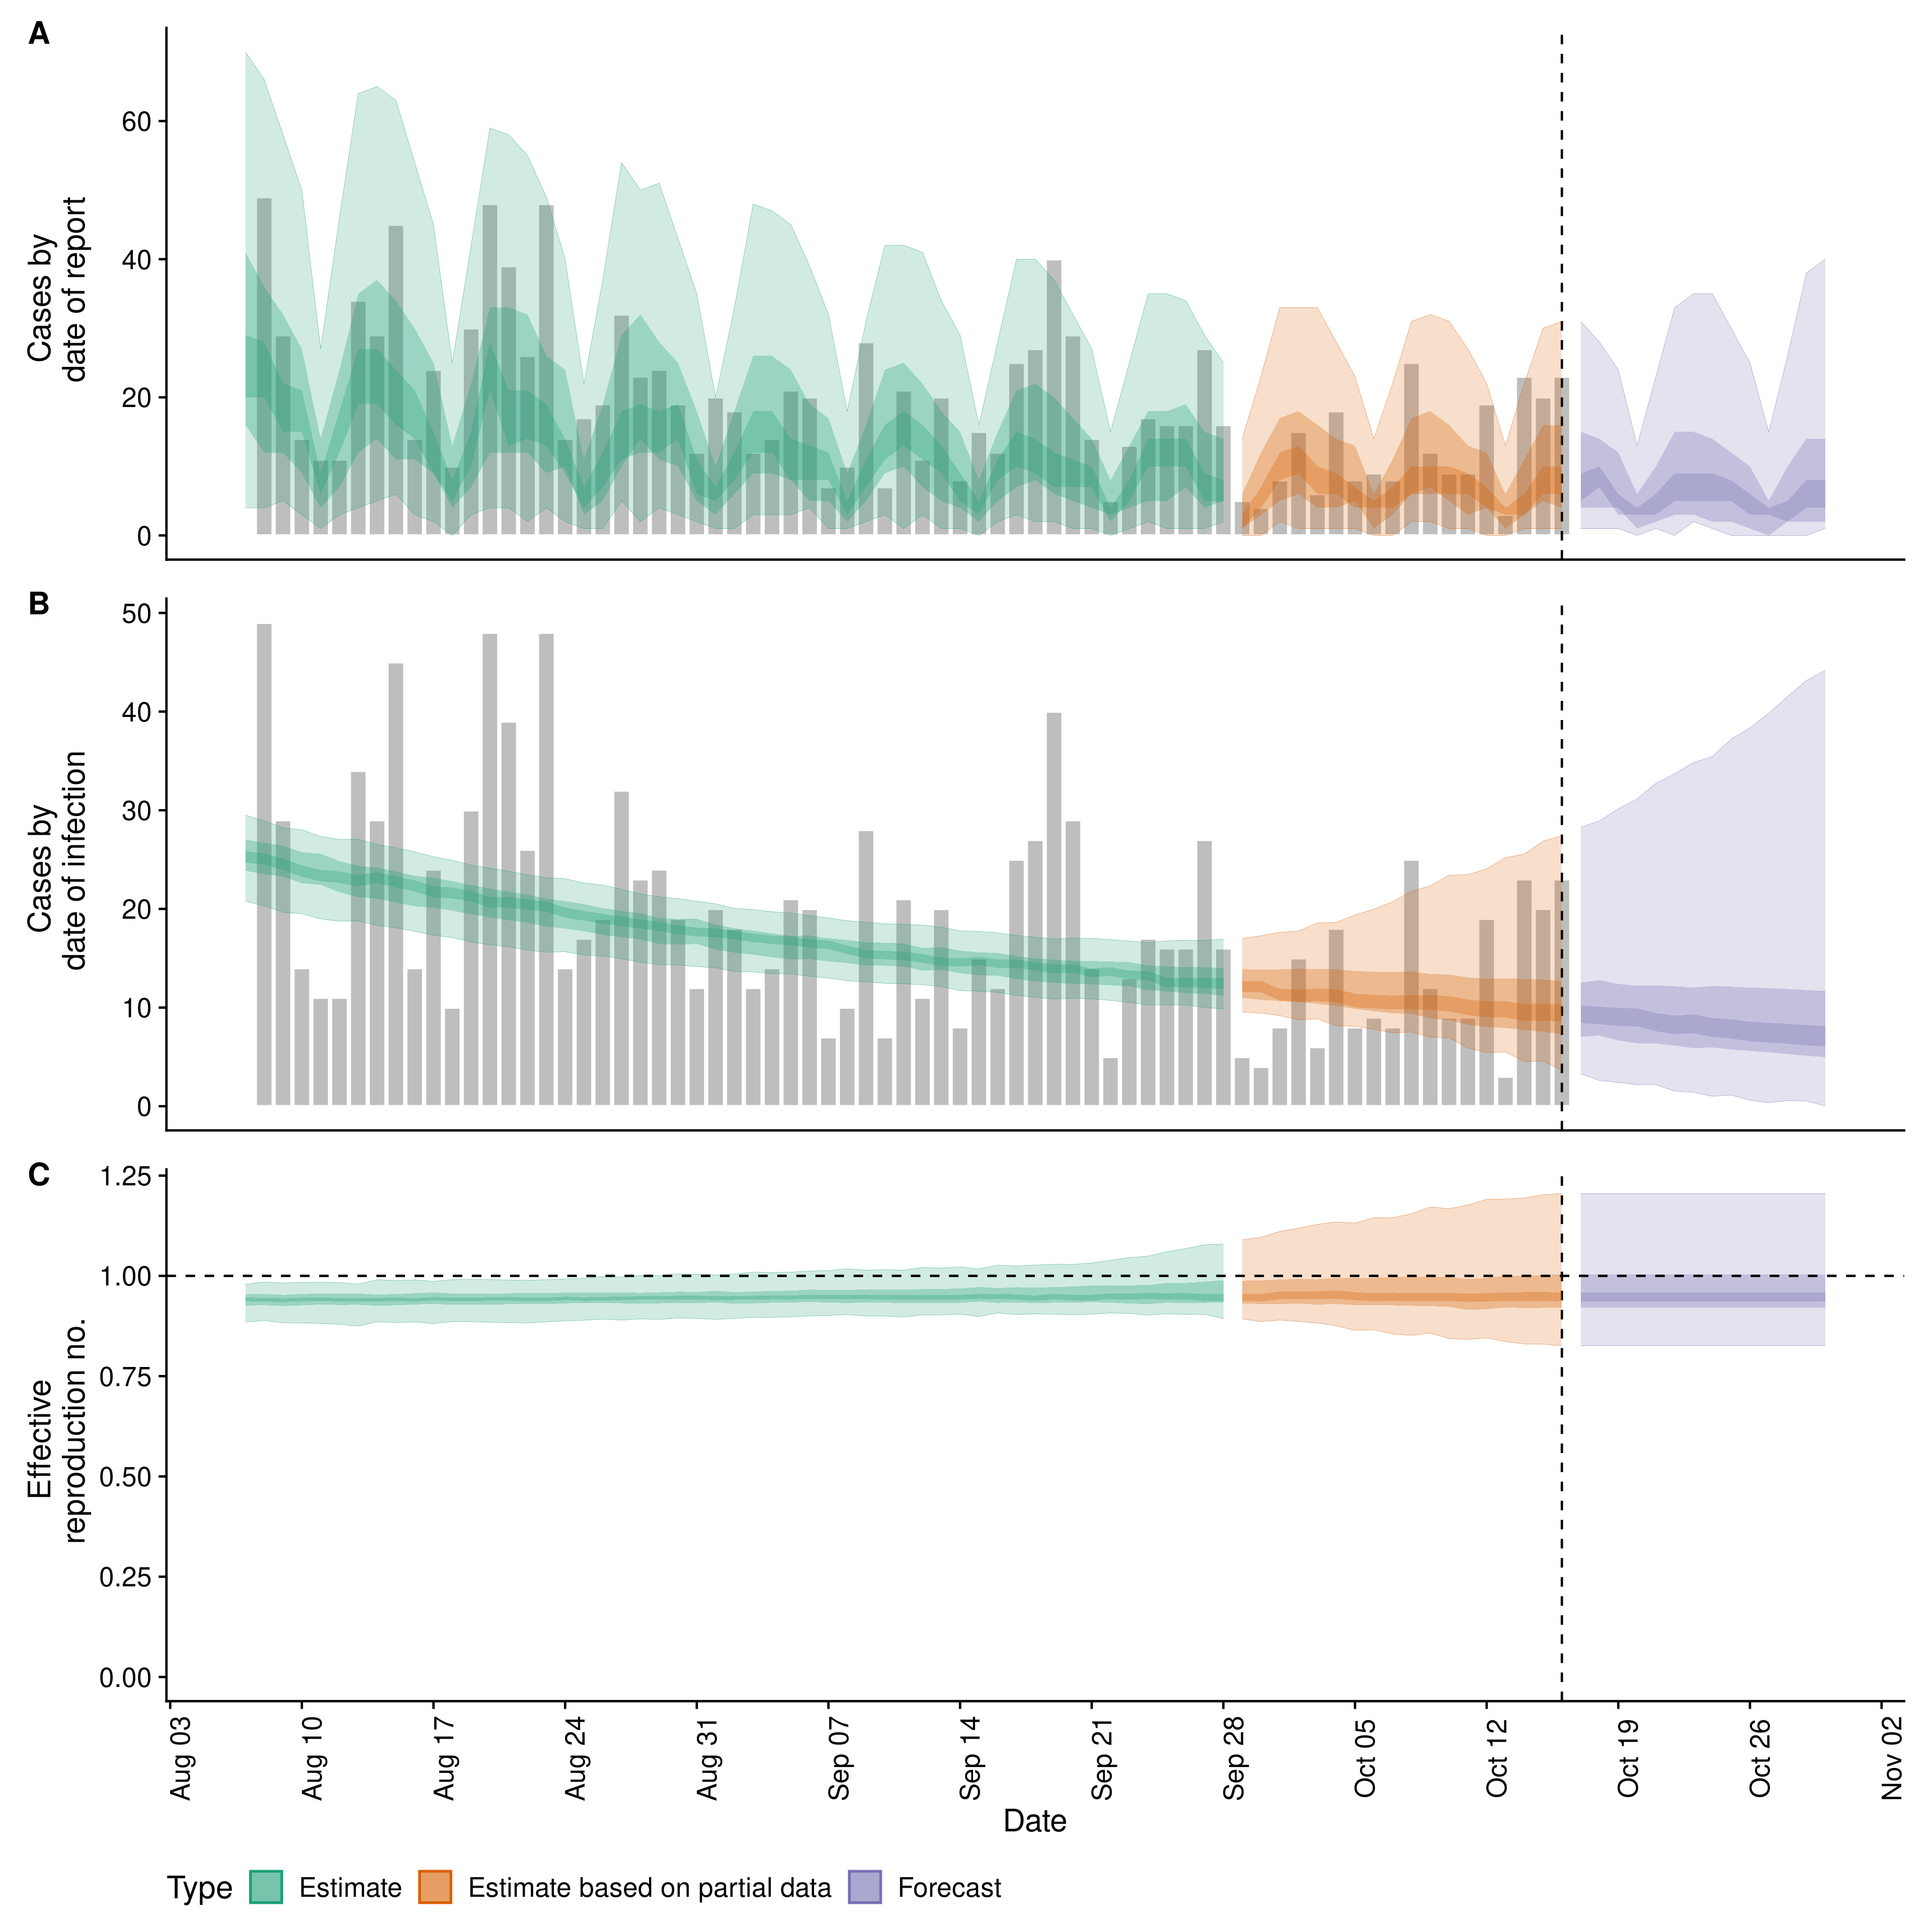 A
Cases by
date of report
60
40
20
0
B
Cases by
date of infection
50
40
30
20
10
0
C
Effective
reproduction no.
1.25
1.00
0.75
0.50
0.25
0.00
Aug 03
Aug 10
Aug 17
Aug 24
Aug 31
Sep 07
Sep 14
Sep 21
Sep 28
Oct 05
Oct 12
Oct 19
Oct 26
Nov 02
Date
Type Estimate Estimate based on partial data Forecast